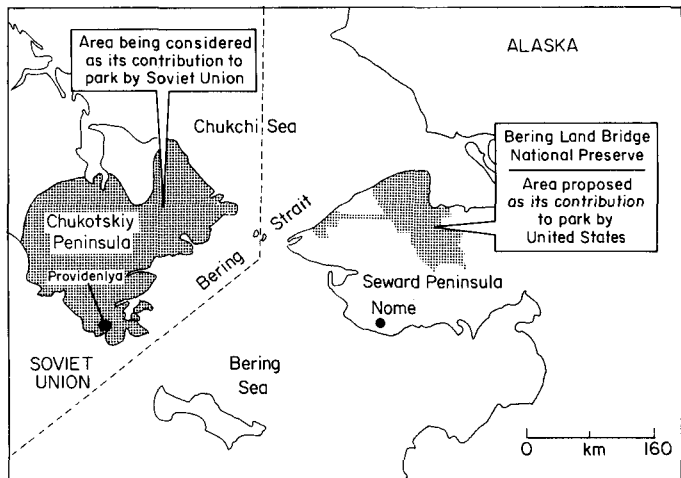 Area being considered
as its contribution to
park by Soviet Union
ALASKA
Chukchi Sea
Bering Land Bridge
National Preserve
Area proposed
as its contribution
to park by
United States
Chukotskiy
Peninsula
Bering Strait
Providenlya
Seward Peninsula
Nome
SOVIET
UNION
Bering
Sea
0 km 160